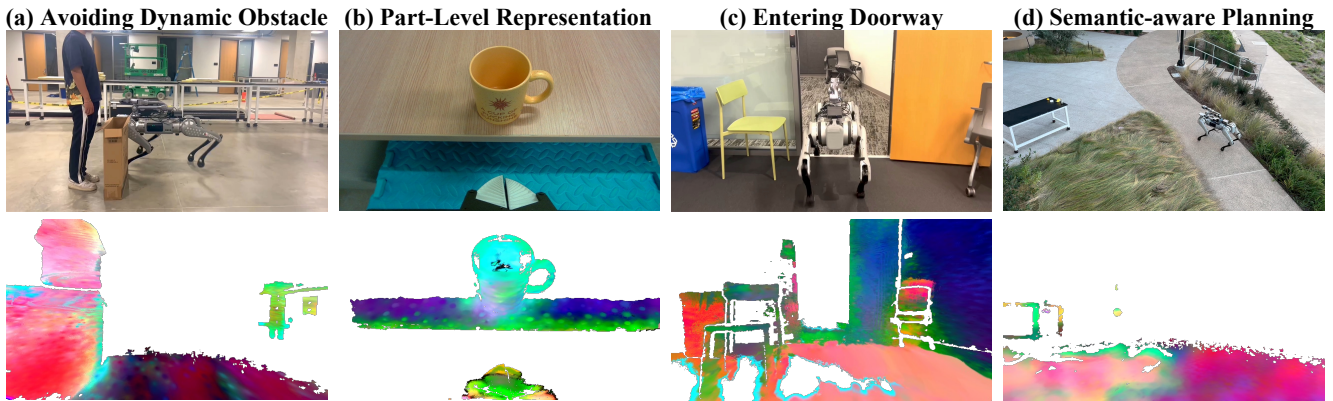 (a) Avoiding Dynamic Obstacle
(b) Part-Level Representation
(c) Entering Doorway
(d) Semantic-aware Planning